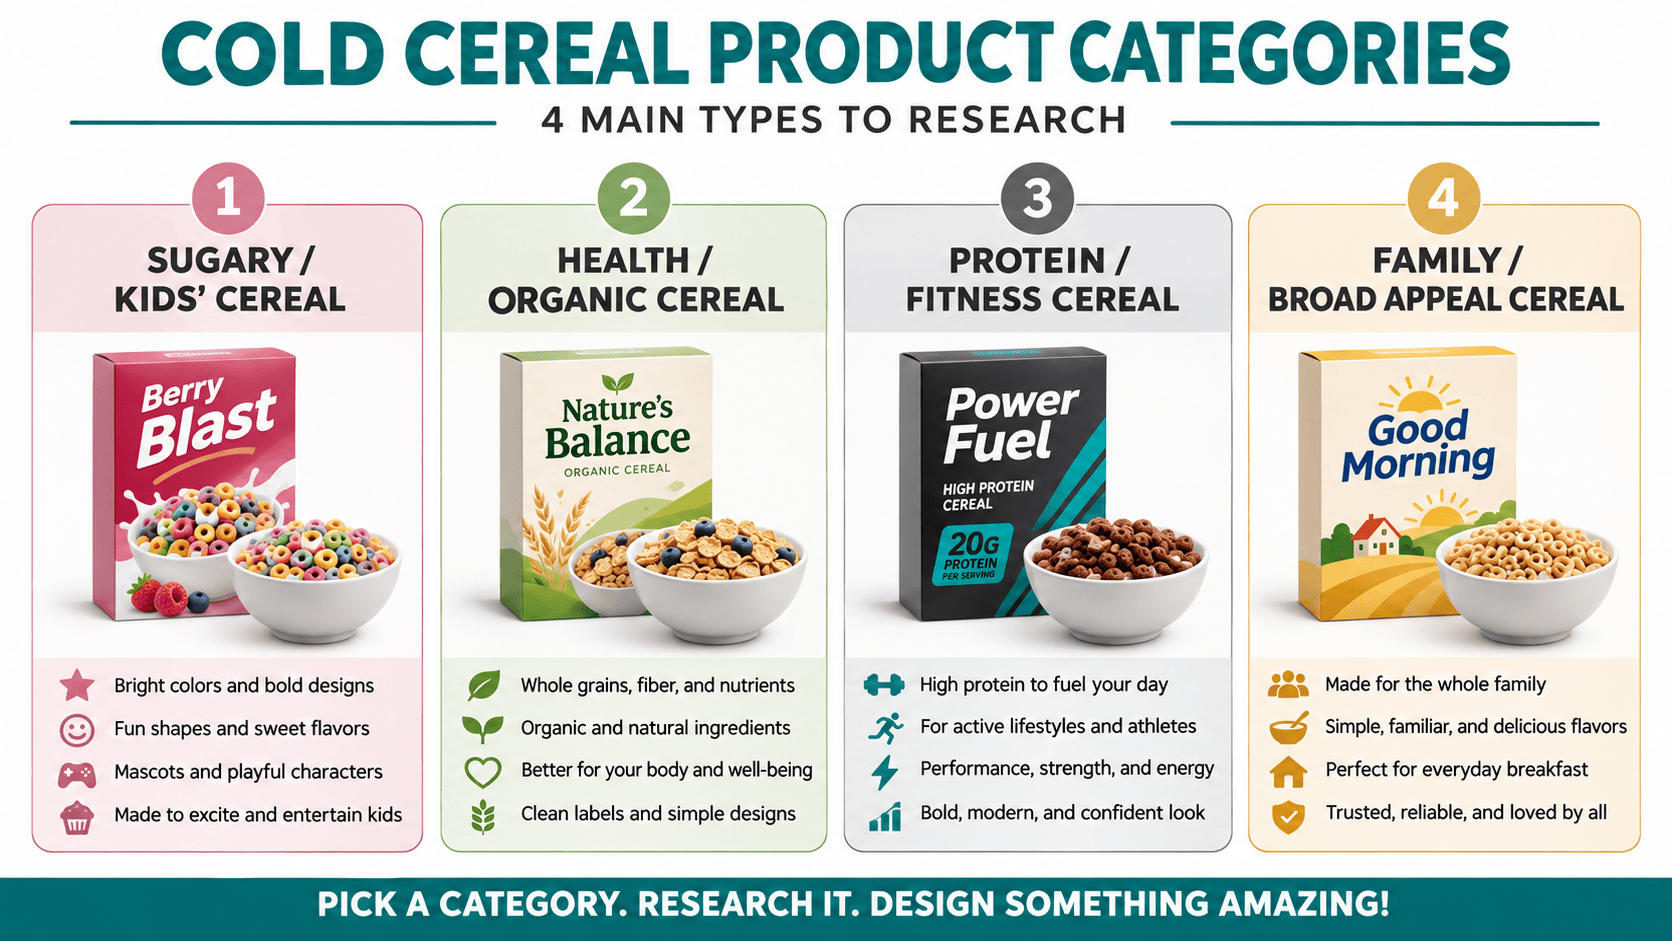 COLD CEREAL PRODUCT CATEGORIES
4 MAIN TYPES TO RESEARCH
1
SUGARY /
KIDS' CEREAL
Berry
Blast
Bright colors and bold designs
Fun shapes and sweet flavors
Mascots and playful characters
Made to excite and entertain kids
2
HEALTH /
ORGANIC CEREAL
Nature's
Balance
ORGANIC CEREAL
Whole grains, fiber, and nutrients
Organic and natural ingredients
Better for your body and well-being
Clean labels and simple designs
3
PROTEIN /
FITNESS CEREAL
Power
Fuel
HIGH PROTEIN
CEREAL
20G
PROTEIN
PER SERVING
High protein to fuel your day
For active lifestyles and athletes
Performance, strength, and energy
Bold, modern, and confident look
4
FAMILY /
BROAD APPEAL CEREAL
Good
Morning
Made for the whole family
Simple, familiar, and delicious flavors
Perfect for everyday breakfast
Trusted, reliable, and loved by all
PICK A CATEGORY. RESEARCH IT. DESIGN SOMETHING AMAZING!